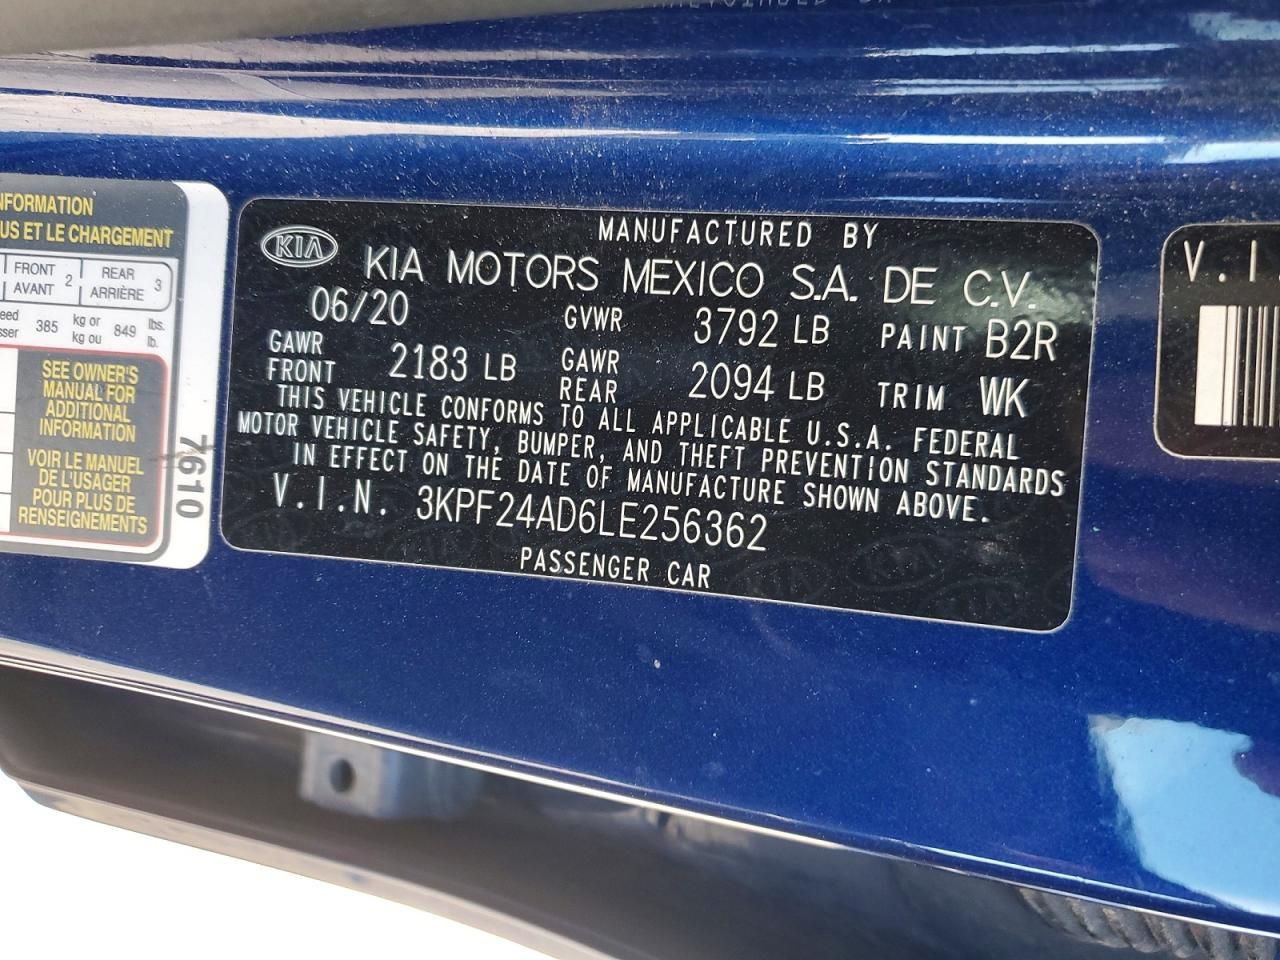 NFORMATION
US ET LE CHARGEMENT
FRONT AVANT 2 REAR ARRIÈRE 3
385 kg or kg ou 849 lbs. lb.
SEE OWNER'S
MANUAL FOR
ADDITIONAL
INFORMATION
VOIR LE MANUEL
DE L'USAGER
POUR PLUS DE
RENSEIGNEMENTS
7610
MANUFACTURED BY
KIA KIA MOTORS MEXICO S.A. DE C.V.
06/20 GVWR 3792 LB PAINT B2R
GAWR FRONT 2183 LB GAWR REAR 2094 LB TRIM WK
THIS VEHICLE CONFORMS TO ALL APPLICABLE U.S.A. FEDERAL
MOTOR VEHICLE SAFETY, BUMPER, AND THEFT PREVENTION STANDARDS
IN EFFECT ON THE DATE OF MANUFACTURE SHOWN ABOVE.
V.I.N. 3KPF24AD6LE256362
PASSENGER CAR
V.I